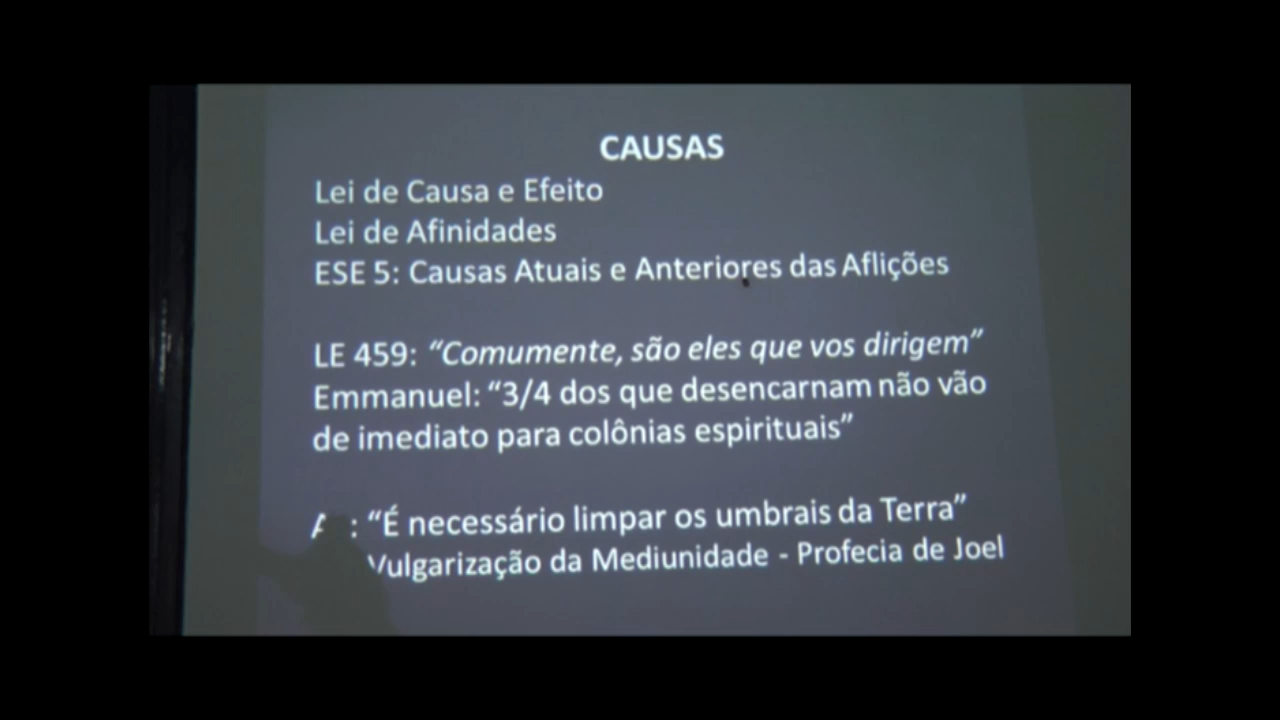 CAUSAS
Lei de Causa e Efeito
Lei de Afinidades
ESE 5: Causas Atuais e Anteriores das Aflições
LE 459: “Comumente, são eles que vos dirigem”
Emmanuel: “3/4 dos que desencarnam não vão
de imediato para colônias espirituais”
: “É necessário limpar os umbrais da Terra”
Vulgarização da Mediunidade - Profecia de Joel